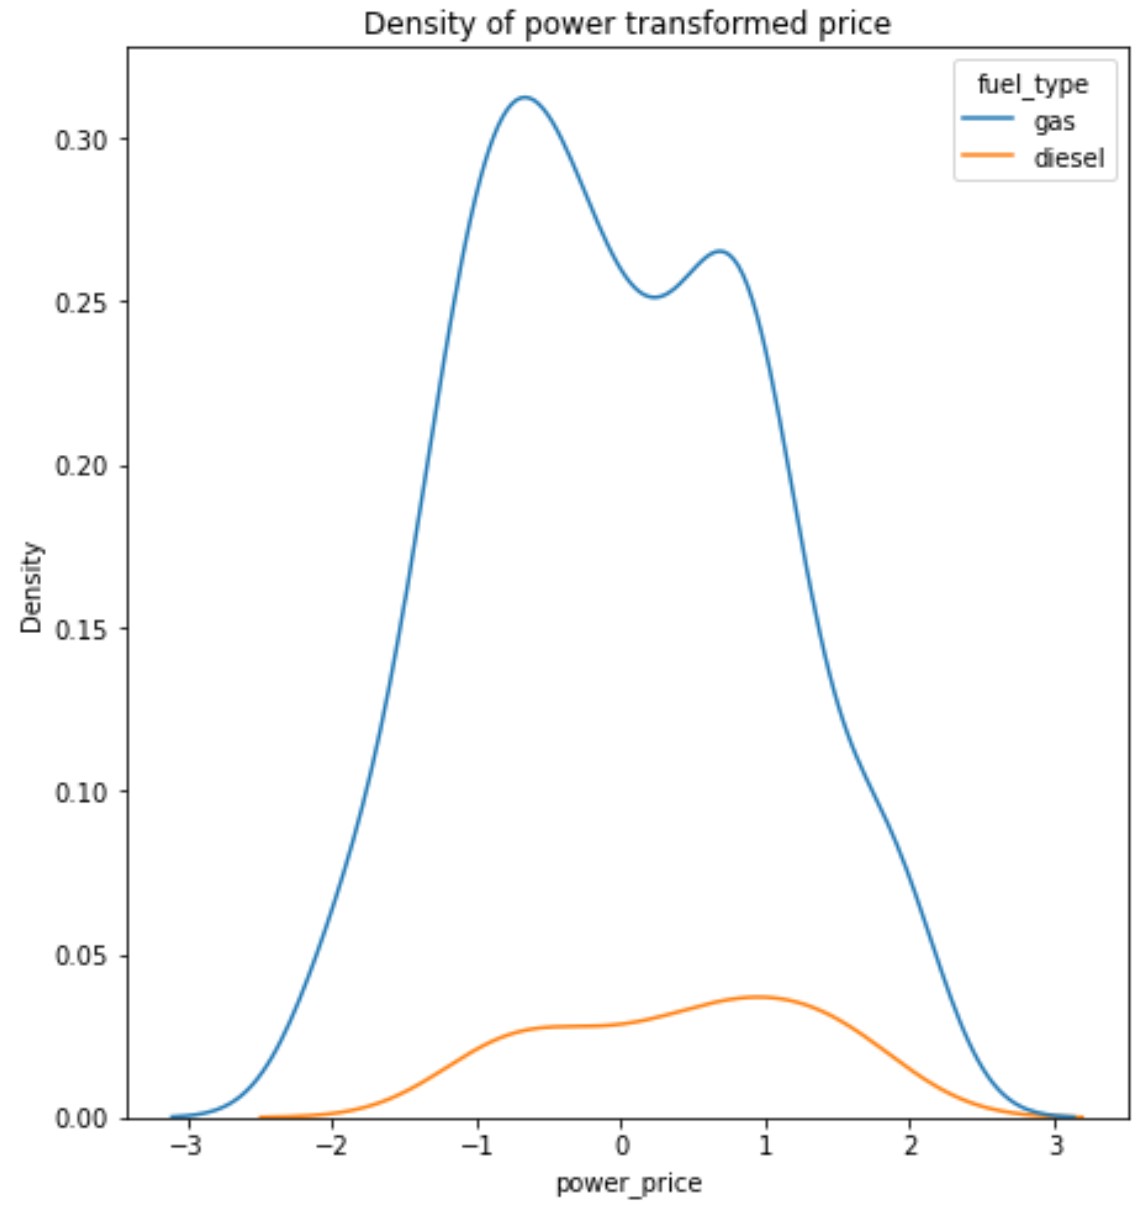 Density of power transformed price
fuel_type
gas
diesel
0.30
0.25
0.20
0.15
0.10
0.05
0.00
Density
−3
−2
−1
0
1
2
3
power_price